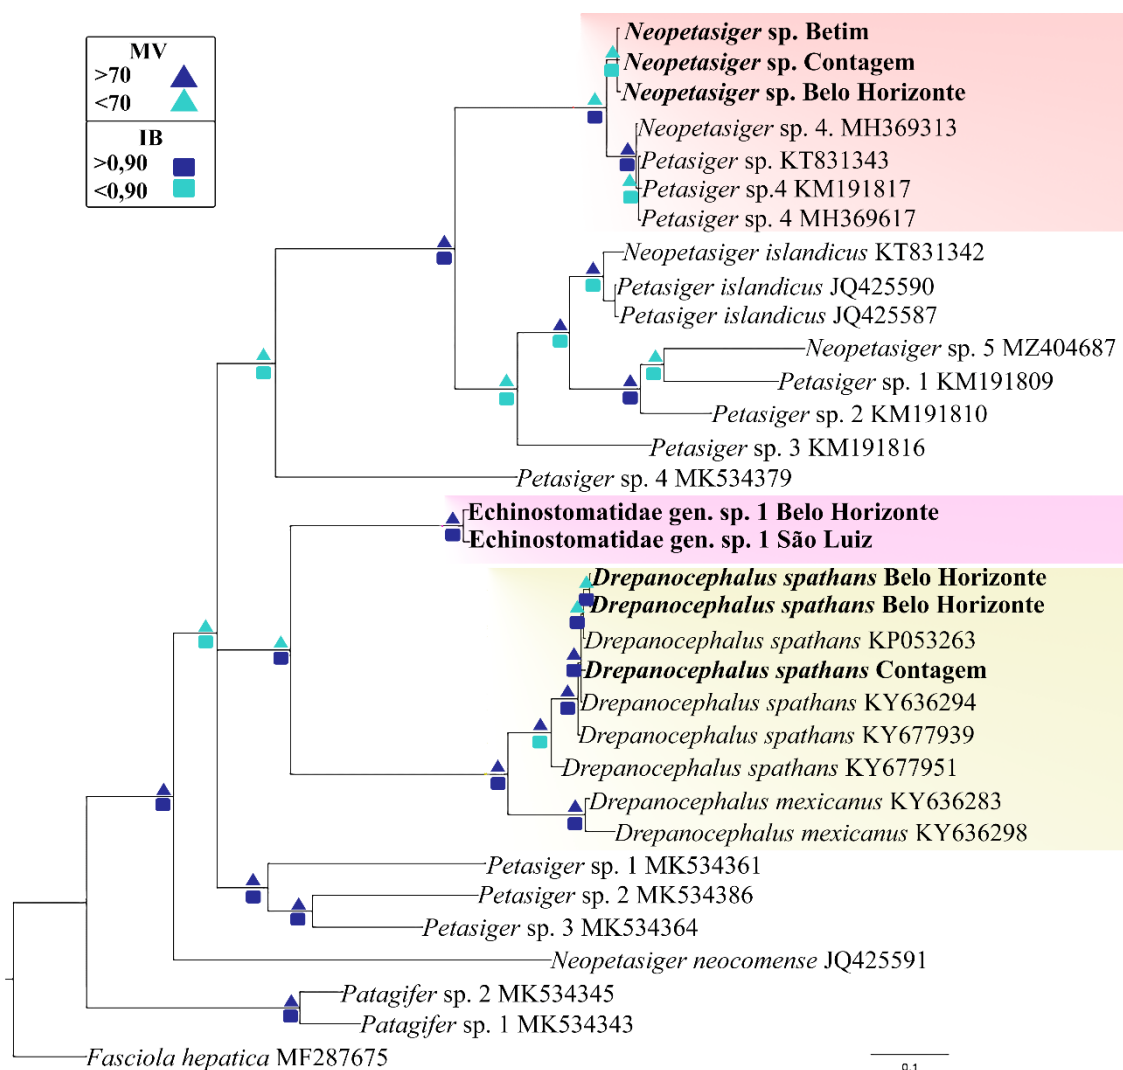 MV
>70
<70
IB
>0,90
<0,90
Neopetasiger sp. Betim
Neopetasiger sp. Contagem
Neopetasiger sp. Belo Horizonte
Neopetasiger sp. 4. MH369313
Petasiger sp. KT831343
Petasiger sp.4 KM191817
Petasiger sp. 4 MH369617
Neopetasiger islandicus KT831342
Petasiger islandicus JQ425590
Petasiger islandicus JQ425587
Neopetasiger sp. 5 MZ404687
Petasiger sp. 1 KM191809
Petasiger sp. 2 KM191810
Petasiger sp. 3 KM191816
Petasiger sp. 4 MK534379
Echinostomatidae gen. sp. 1 Belo Horizonte
Echinostomatidae gen. sp. 1 São Luiz
Drepanocephalus spathans Belo Horizonte
Drepanocephalus spathans Belo Horizonte
Drepanocephalus spathans KP053263
Drepanocephalus spathans Contagem
Drepanocephalus spathans KY636294
Drepanocephalus spathans KY677939
Drepanocephalus spathans KY677951
Drepanocephalus mexicanus KY636283
Drepanocephalus mexicanus KY636298
Petasiger sp. 1 MK534361
Petasiger sp. 2 MK534386
Petasiger sp. 3 MK534364
Neopetasiger neocomense JQ425591
Patagifer sp. 2 MK534345
Patagifer sp. 1 MK534343
Fasciola hepatica MF287675